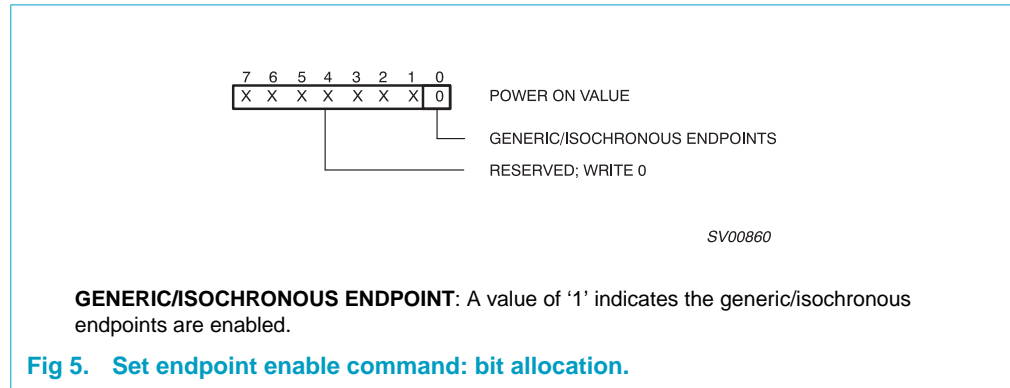 7 6 5 4 3 2 1 0
X X X X X X X 0 POWER ON VALUE
GENERIC/ISOCHRONOUS ENDPOINTS
RESERVED; WRITE 0
SV00860
GENERIC/ISOCHRONOUS ENDPOINT: A value of ‘1’ indicates the generic/isochronous
endpoints are enabled.
Fig 5. Set endpoint enable command: bit allocation.